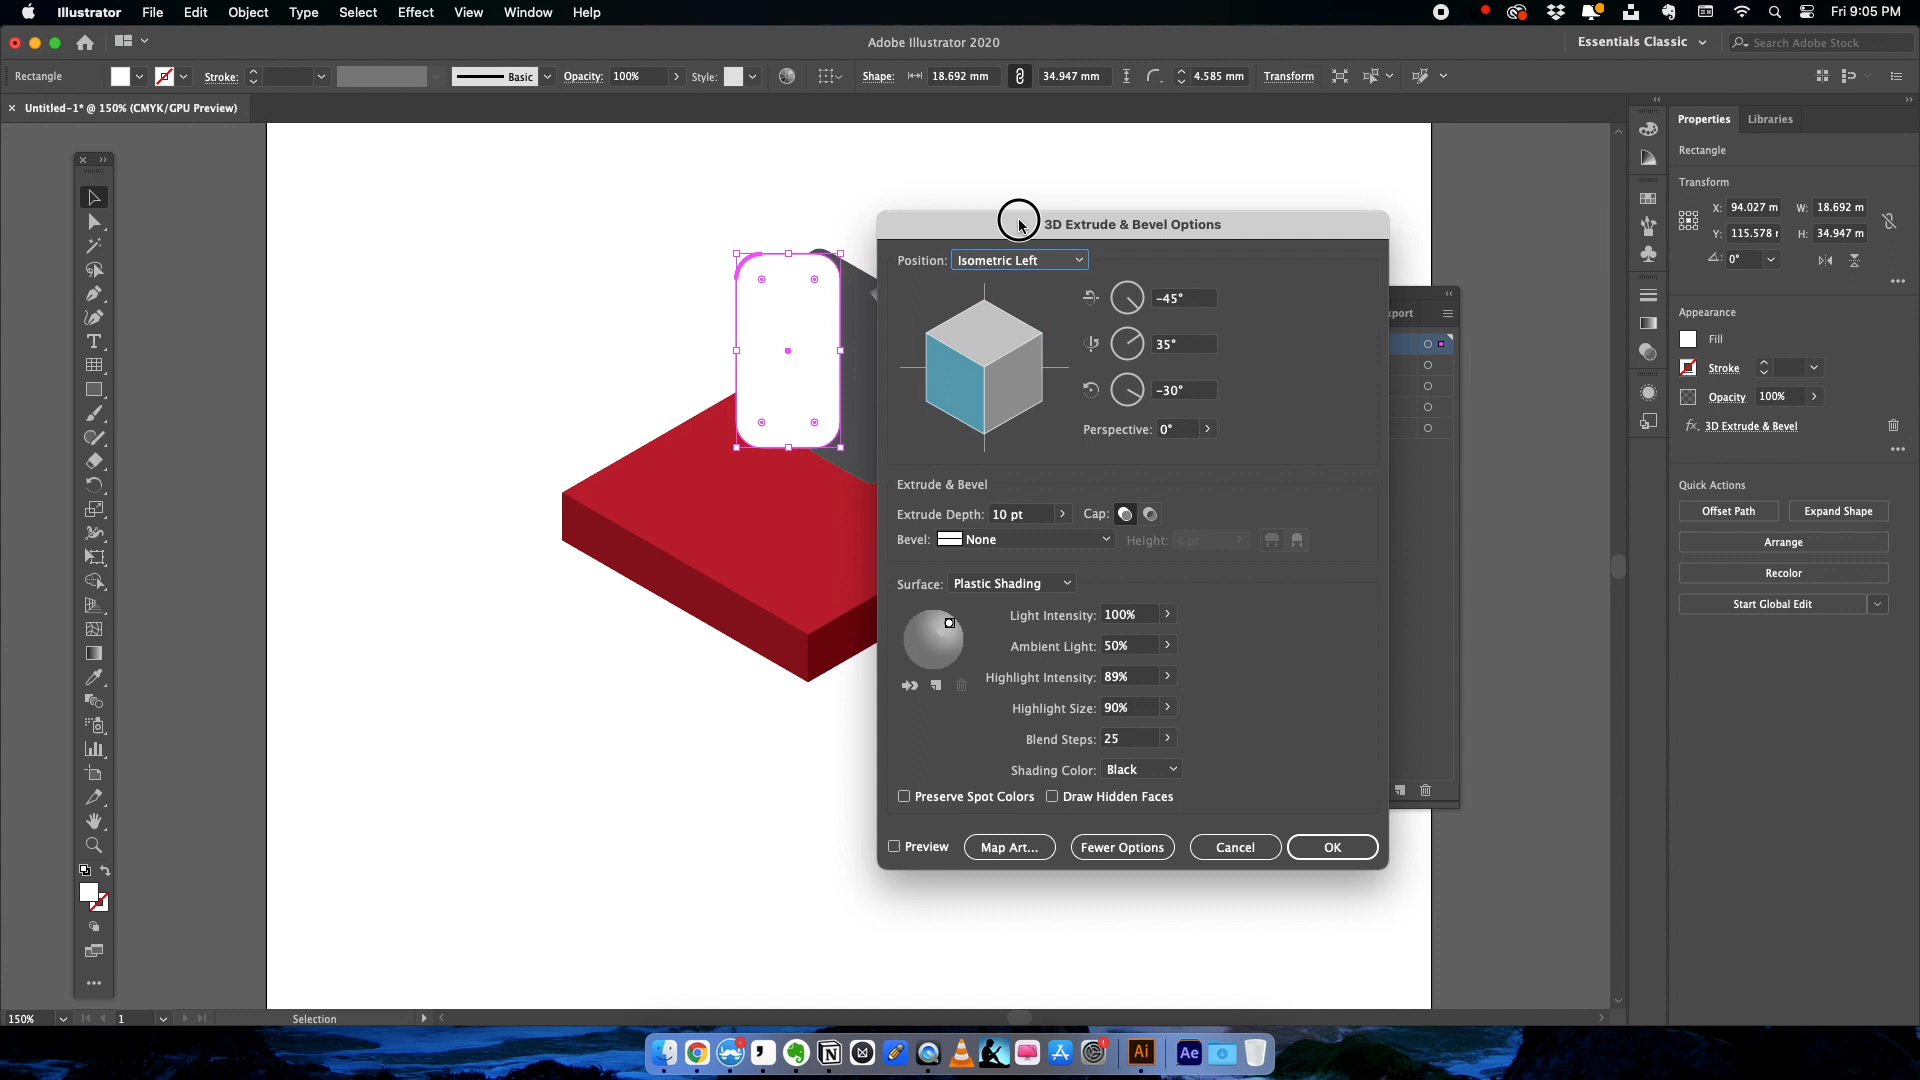 Illustrator File Edit Object Type Select Effect View Window Help Fri 9:05 PM
Adobe Illustrator 2020 Essentials Classic Search Adobe Stock
Rectangle Stroke: Basic Opacity: 100% Style: Shape: 18.692 mm 34.947 mm 4.585 mm Transform
× Untitled-1* @ 150% (CMYK/GPU Preview)
Properties Libraries
Rectangle
Transform
X: 94.027 m W: 18.692 m
Y: 115.578 r H: 34.947 m
0°
Appearance
Fill
Stroke
Opacity 100%
fx. 3D Extrude & Bevel
Quick Actions
Offset Path Expand Shape
Arrange
Recolor
Start Global Edit
xport
3D Extrude & Bevel Options
Position: Isometric Left
-45°
35°
-30°
Perspective: 0°
Extrude & Bevel
Extrude Depth: 10 pt Cap:
Bevel: None Height: 4 pt
Surface: Plastic Shading
Light Intensity: 100%
Ambient Light: 50%
Highlight Intensity: 89%
Highlight Size: 90%
Blend Steps: 25
Shading Color: Black
Preserve Spot Colors Draw Hidden Faces
Preview Map Art... Fewer Options Cancel OK
150% 1 Selection
Ai Ae